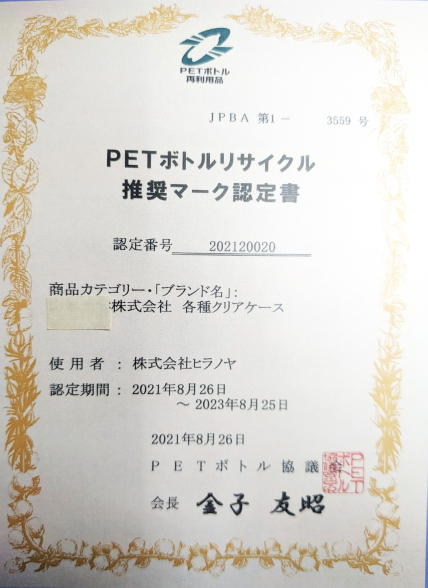 PETボトル
再利用品
JPBA 第1－ 3559 号
PETボトルリサイクル
推奨マーク認定書
認定番号 202120020
商品カテゴリー・「ブランド名」:
株式会社 各種クリアケース
使用者 : 株式会社ヒラノヤ
認定期間 : 2021年8月26日
～ 2023年8月25日
2021年8月26日
PETボトル協議会
会長 金子 友昭